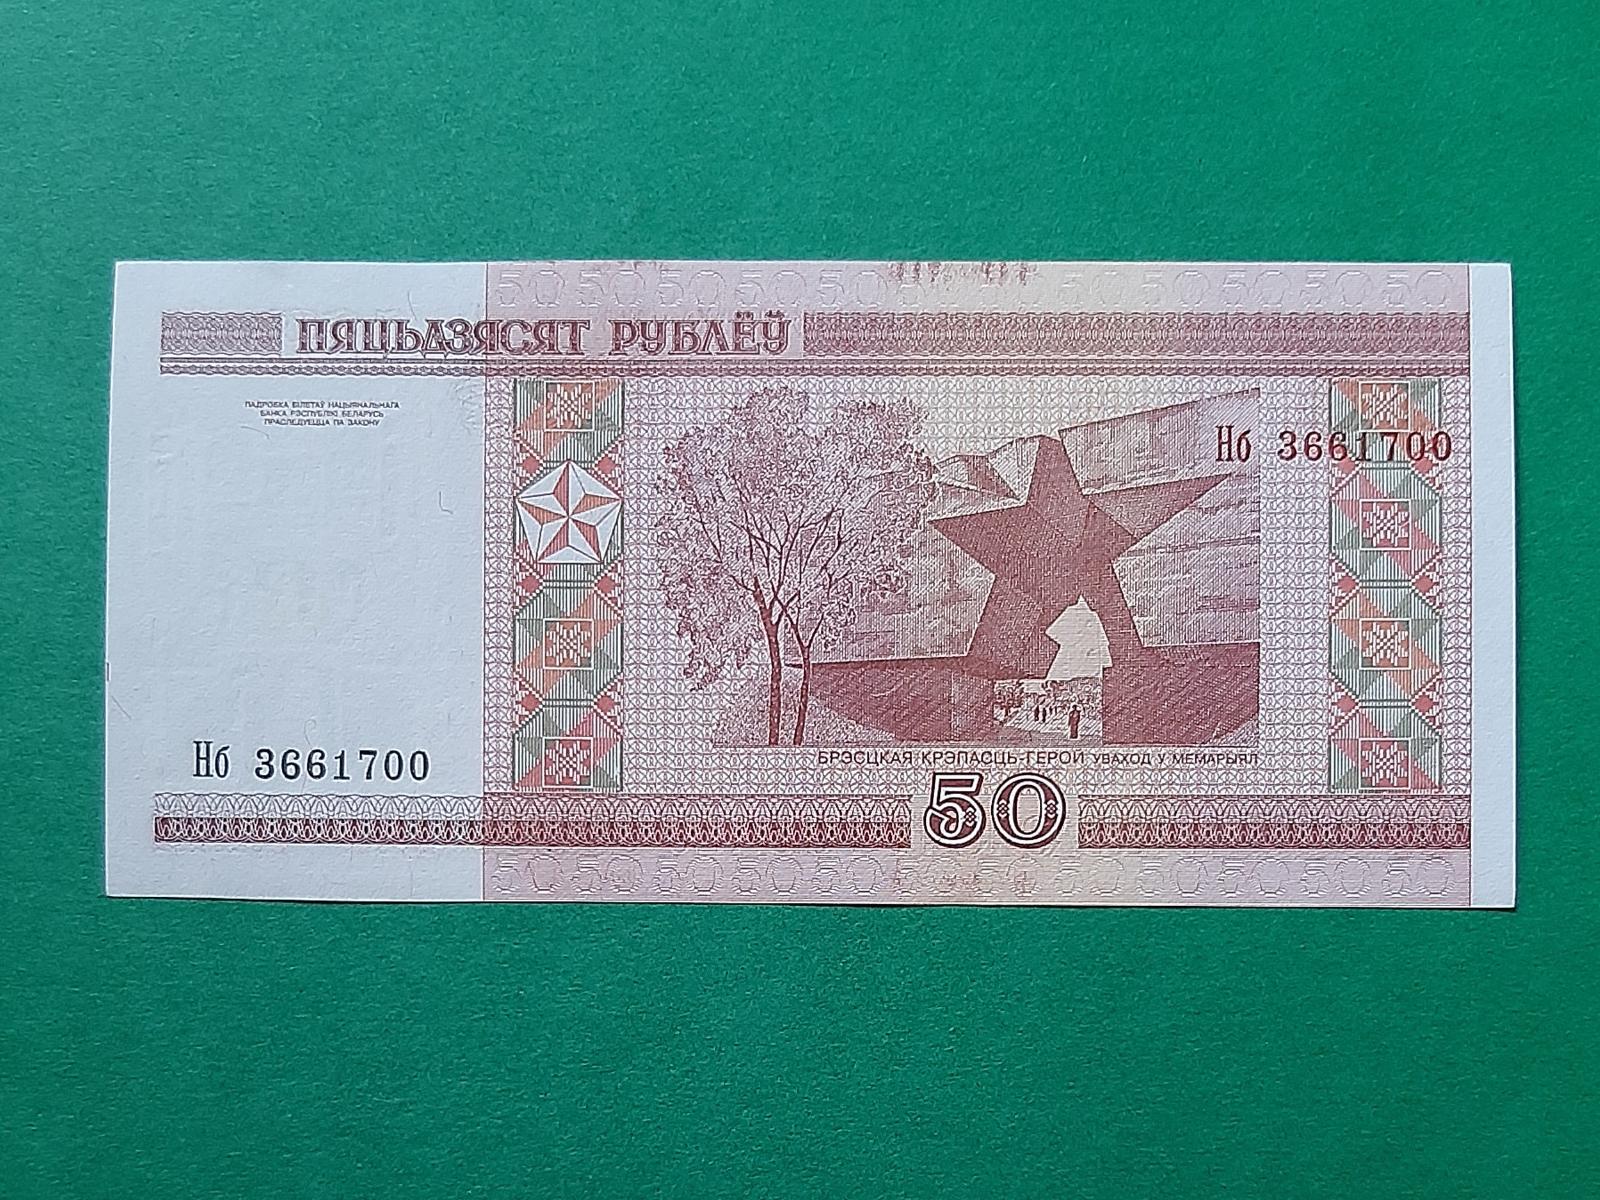 ПЯЦЬДЗЯСЯТ РУБЛЁЎ
ПАДРОБКА БІЛЕТАЎ НАЦЫЯНАЛЬНАГА
БАНКА РЭСПУБЛІКІ БЕЛАРУСЬ
ПРАСЛЕДУЕЦЦА ПА ЗАКОНУ
Нб 3661700
Нб 3661700
БРЭСЦКАЯ КРЭПАСЦЬ-ГЕРОЙ УВАХОД У МЕМАРЫЯЛ
50